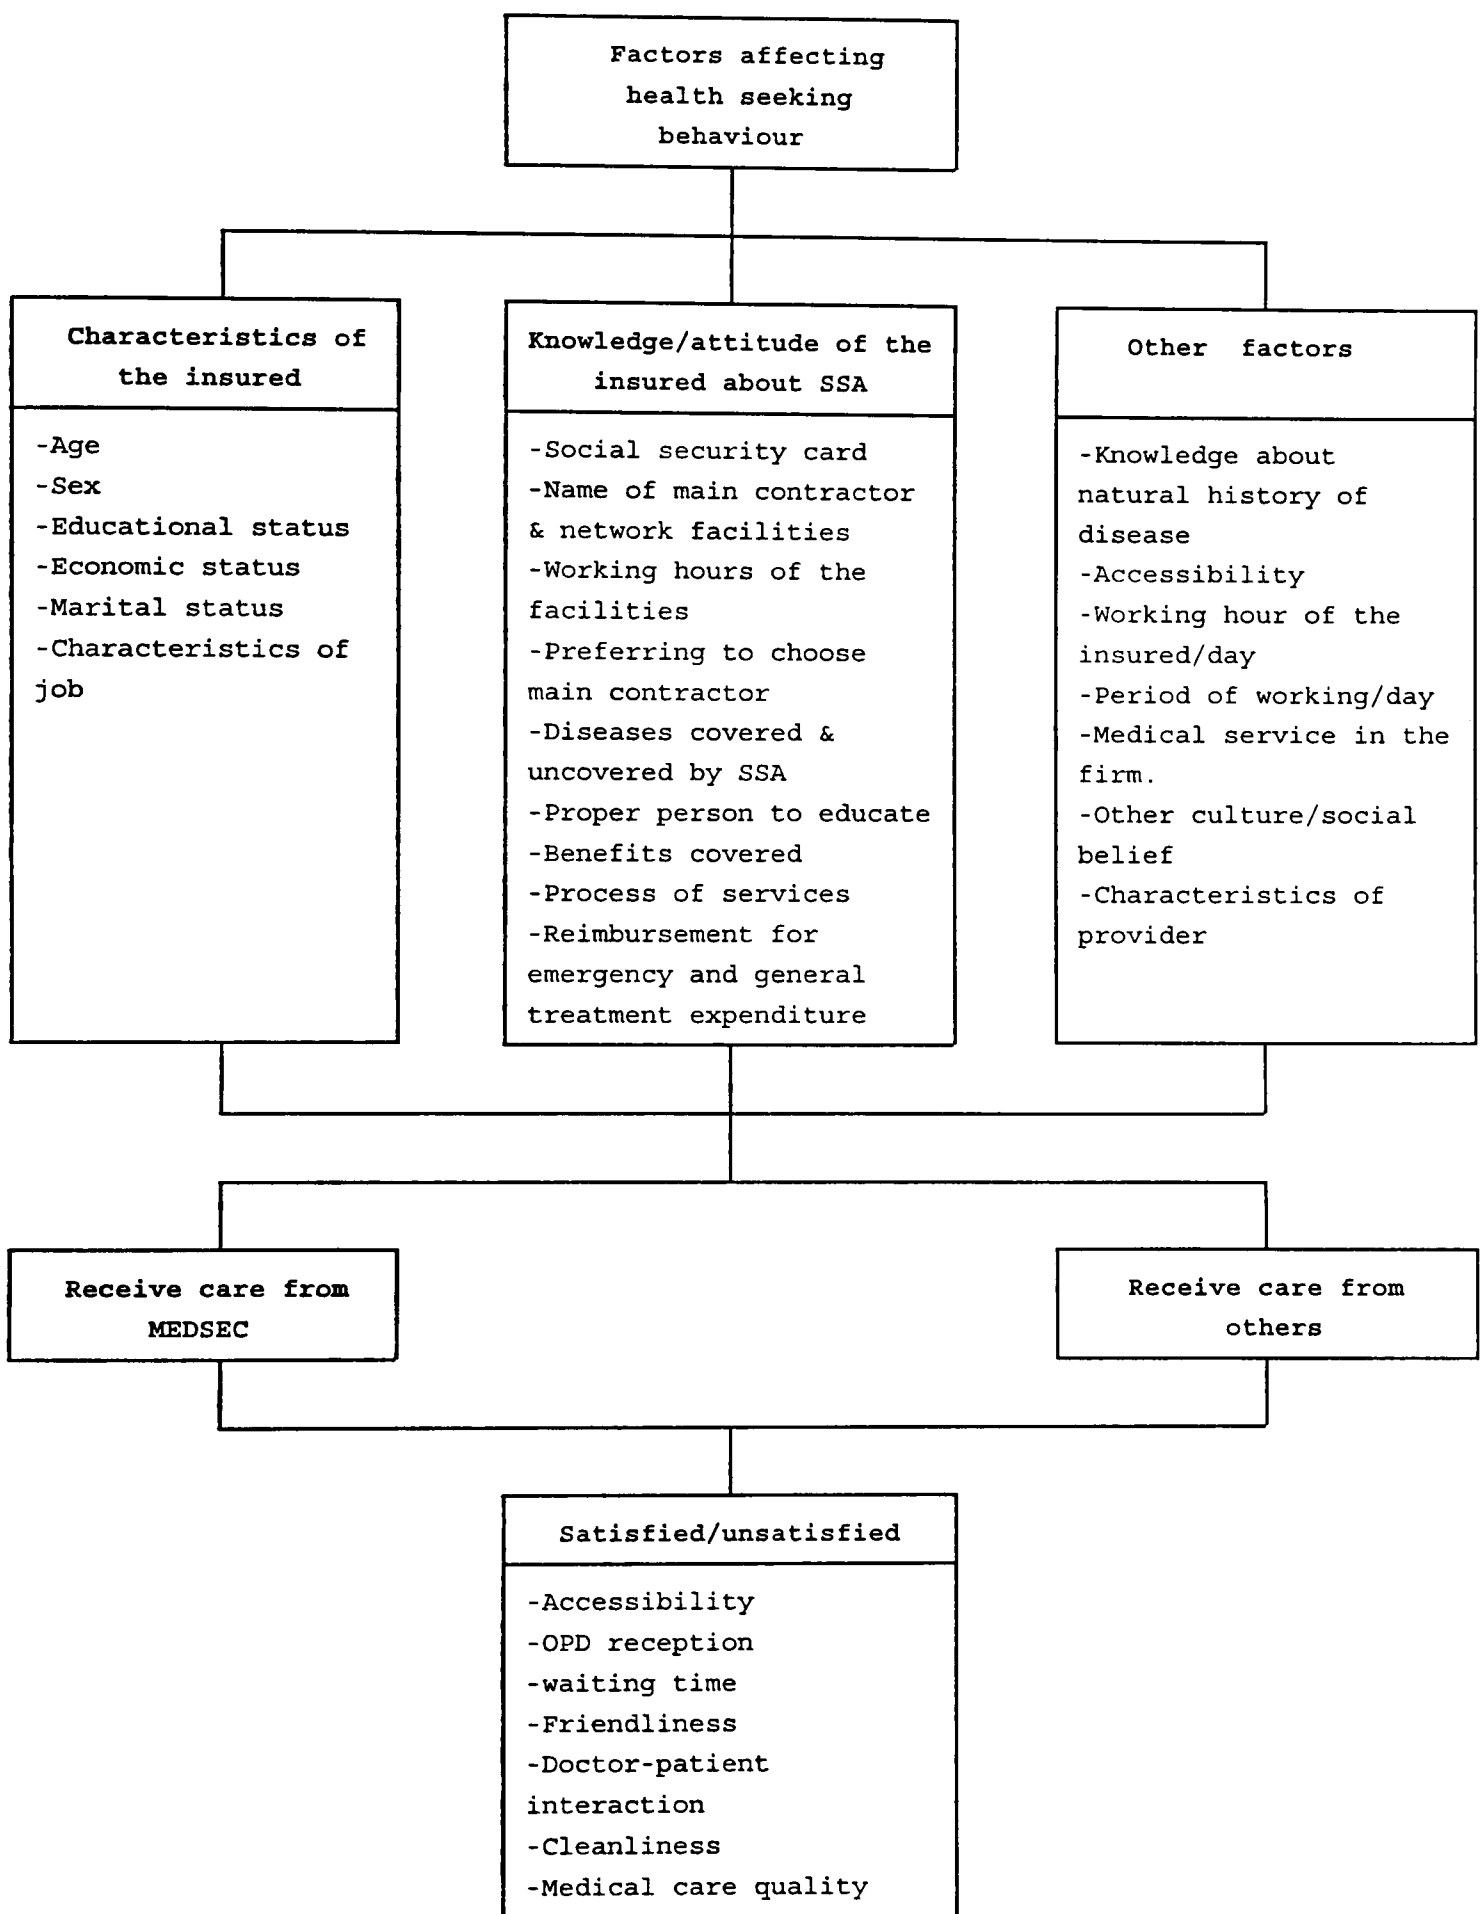 Factors affecting
health seeking
behaviour
Characteristics of
the insured
-Age
-Sex
-Educational status
-Economic status
-Marital status
-Characteristics of
job
Knowledge/attitude of the
insured about SSA
-Social security card
-Name of main contractor
& network facilities
-Working hours of the
facilities
-Preferring to choose
main contractor
-Diseases covered &
uncovered by SSA
-Proper person to educate
-Benefits covered
-Process of services
-Reimbursement for
emergency and general
treatment expenditure
Other factors
-Knowledge about
natural history of
disease
-Accessibility
-Working hour of the
insured/day
-Period of working/day
-Medical service in the
firm.
-Other culture/social
belief
-Characteristics of
provider
Receive care from
MEDSEC
Receive care from
others
Satisfied/unsatisfied
-Accessibility
-OPD reception
-waiting time
-Friendliness
-Doctor-patient
interaction
-Cleanliness
-Medical care quality